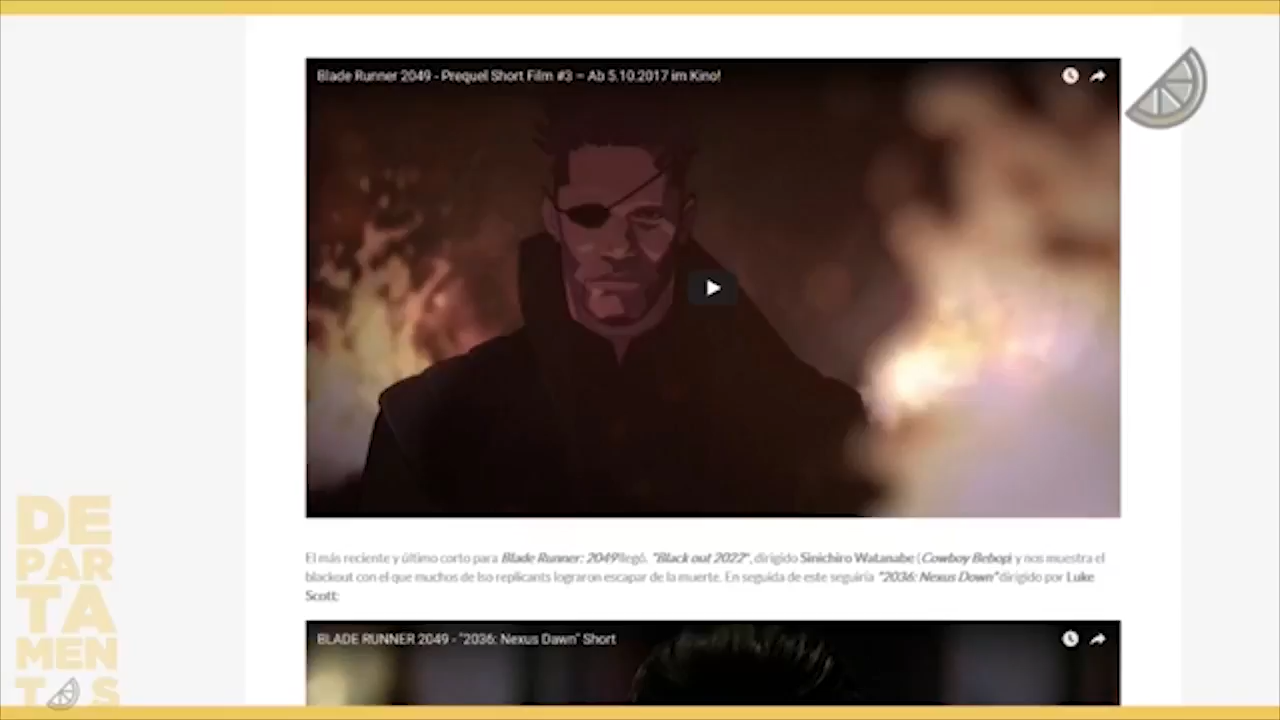 Blade Runner 2049 - Prequel Short Film #3 – Ab 5.10.2017 im Kino!
El más reciente y último corto para Blade Runner: 2049 llegó. "Black out 2022", dirigido Sinichiro Watanabe (Cowboy Bebop) y nos muestra el
blackout con el que muchos de lso replicants lograron escapar de la muerte. En seguida de este seguiría "2036: Nexus Down" dirigido por Luke
Scott:
BLADE RUNNER 2049 - "2036: Nexus Dawn" Short
DE
PAR
TA
MEN
T S